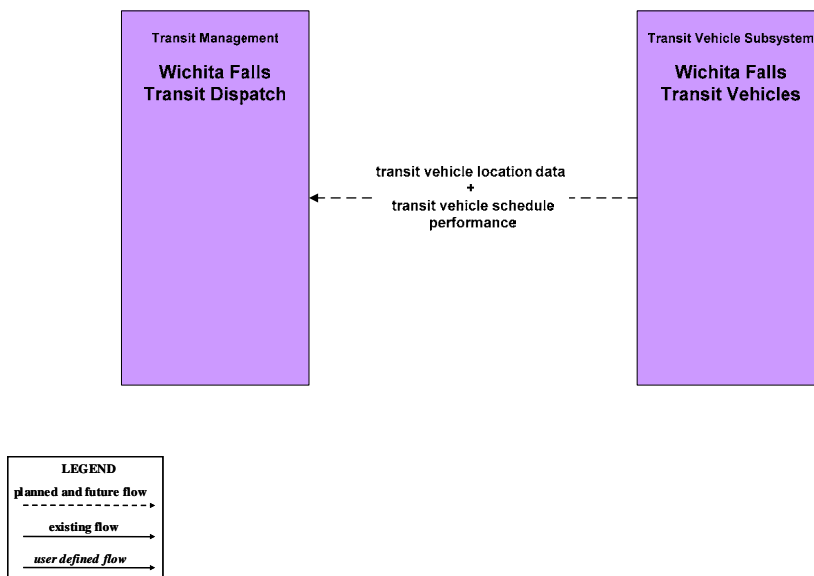 Transit Management
Wichita Falls
Transit Dispatch
Transit Vehicle Subsystem
Wichita Falls
Transit Vehicles
transit vehicle location data
+
transit vehicle schedule
performance
LEGEND
planned and future flow
existing flow
user defined flow